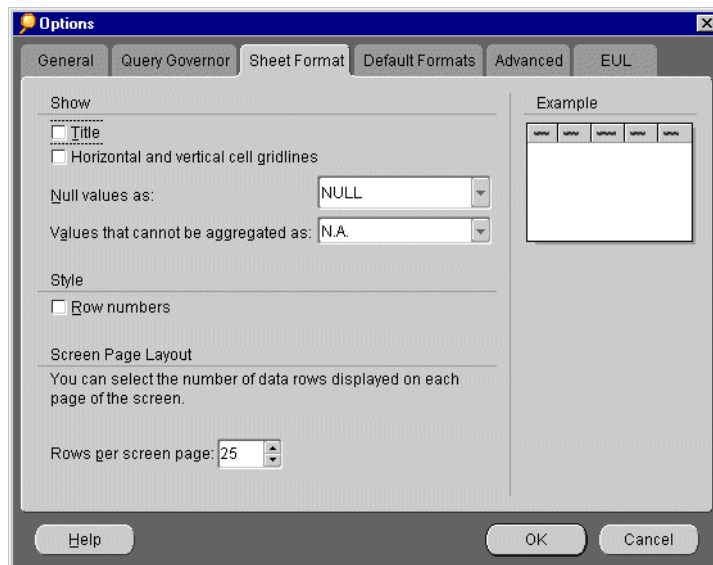 Options
General
Query Governor
Sheet Format
Default Formats
Advanced
EUL
Show
Example
Title
Horizontal and vertical cell gridlines
Null values as:
NULL
Values that cannot be aggregated as:
N.A.
Style
Row numbers
Screen Page Layout
You can select the number of data rows displayed on each
page of the screen.
Rows per screen page:
25
Help
OK
Cancel